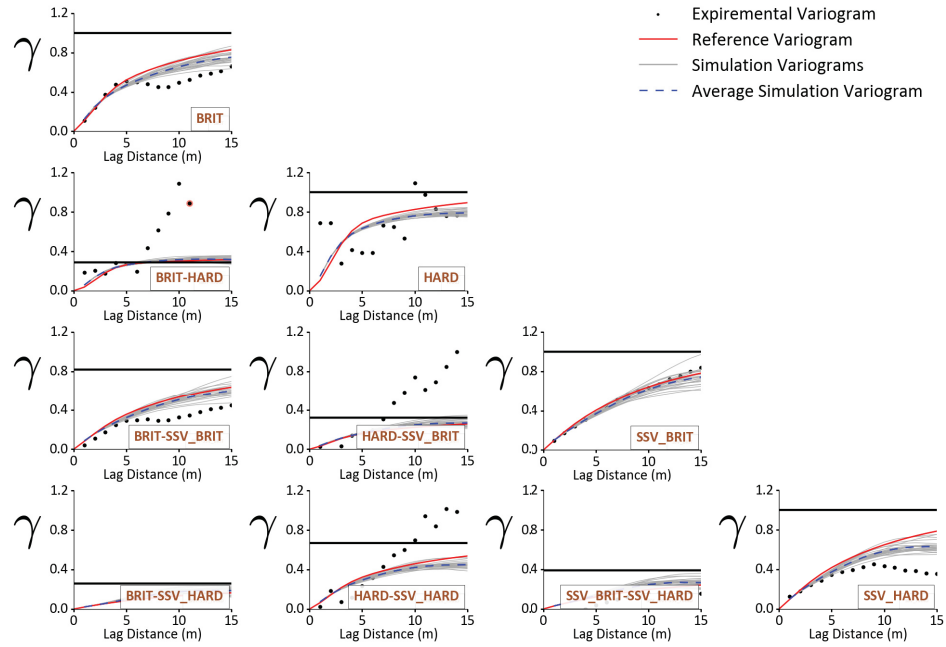 Expiremental Variogram
Reference Variogram
Simulation Variograms
Average Simulation Variogram
1.2
γ
0.8
0.4
0.0
BRIT
0 5 10 15
Lag Distance (m)
1.2 1.2
γ γ
0.8 0.8
0.4 0.4
0.0 0.0
BRIT-HARD HARD
0 5 10 15 0 5 10 15
Lag Distance (m) Lag Distance (m)
1.2 1.2 1.2
γ γ γ
0.8 0.8 0.8
0.4 0.4 0.4
0.0 0.0 0.0
BRIT-SSV_BRIT HARD-SSV_BRIT SSV_BRIT
0 5 10 15 0 5 10 15 0 5 10 15
Lag Distance (m) Lag Distance (m) Lag Distance (m)
1.2 1.2 1.2 1.2
γ γ γ γ
0.8 0.8 0.8 0.8
0.4 0.4 0.4 0.4
0.0 0.0 0.0 0.0
BRIT-SSV_HARD HARD-SSV_HARD SSV_BRIT-SSV_HARD SSV_HARD
0 5 10 15 0 5 10 15 0 5 10 15 0 5 10 15
Lag Distance (m) Lag Distance (m) Lag Distance (m) Lag Distance (m)